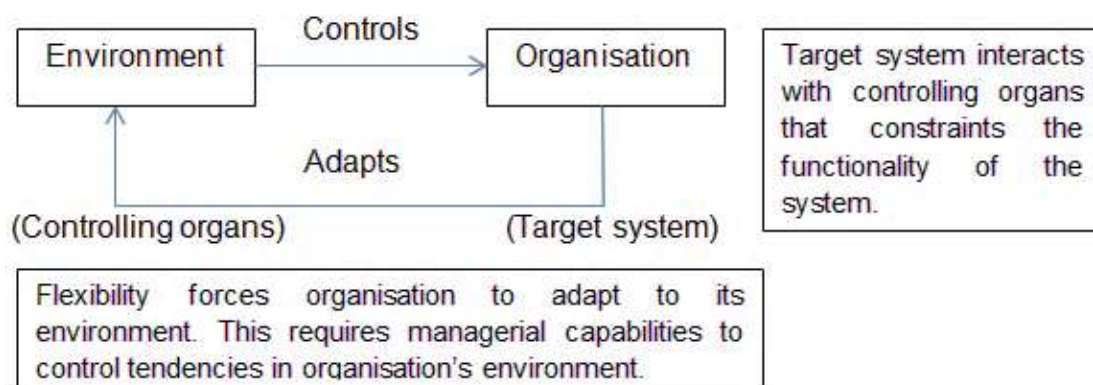 Controls
Environment
Organisation
Adapts
(Controlling organs)
(Target system)
Target system interacts
with controlling organs
that constraints the
functionality of the
system.
Flexibility forces organisation to adapt to its
environment. This requires managerial capabilities to
control tendencies in organisation's environment.